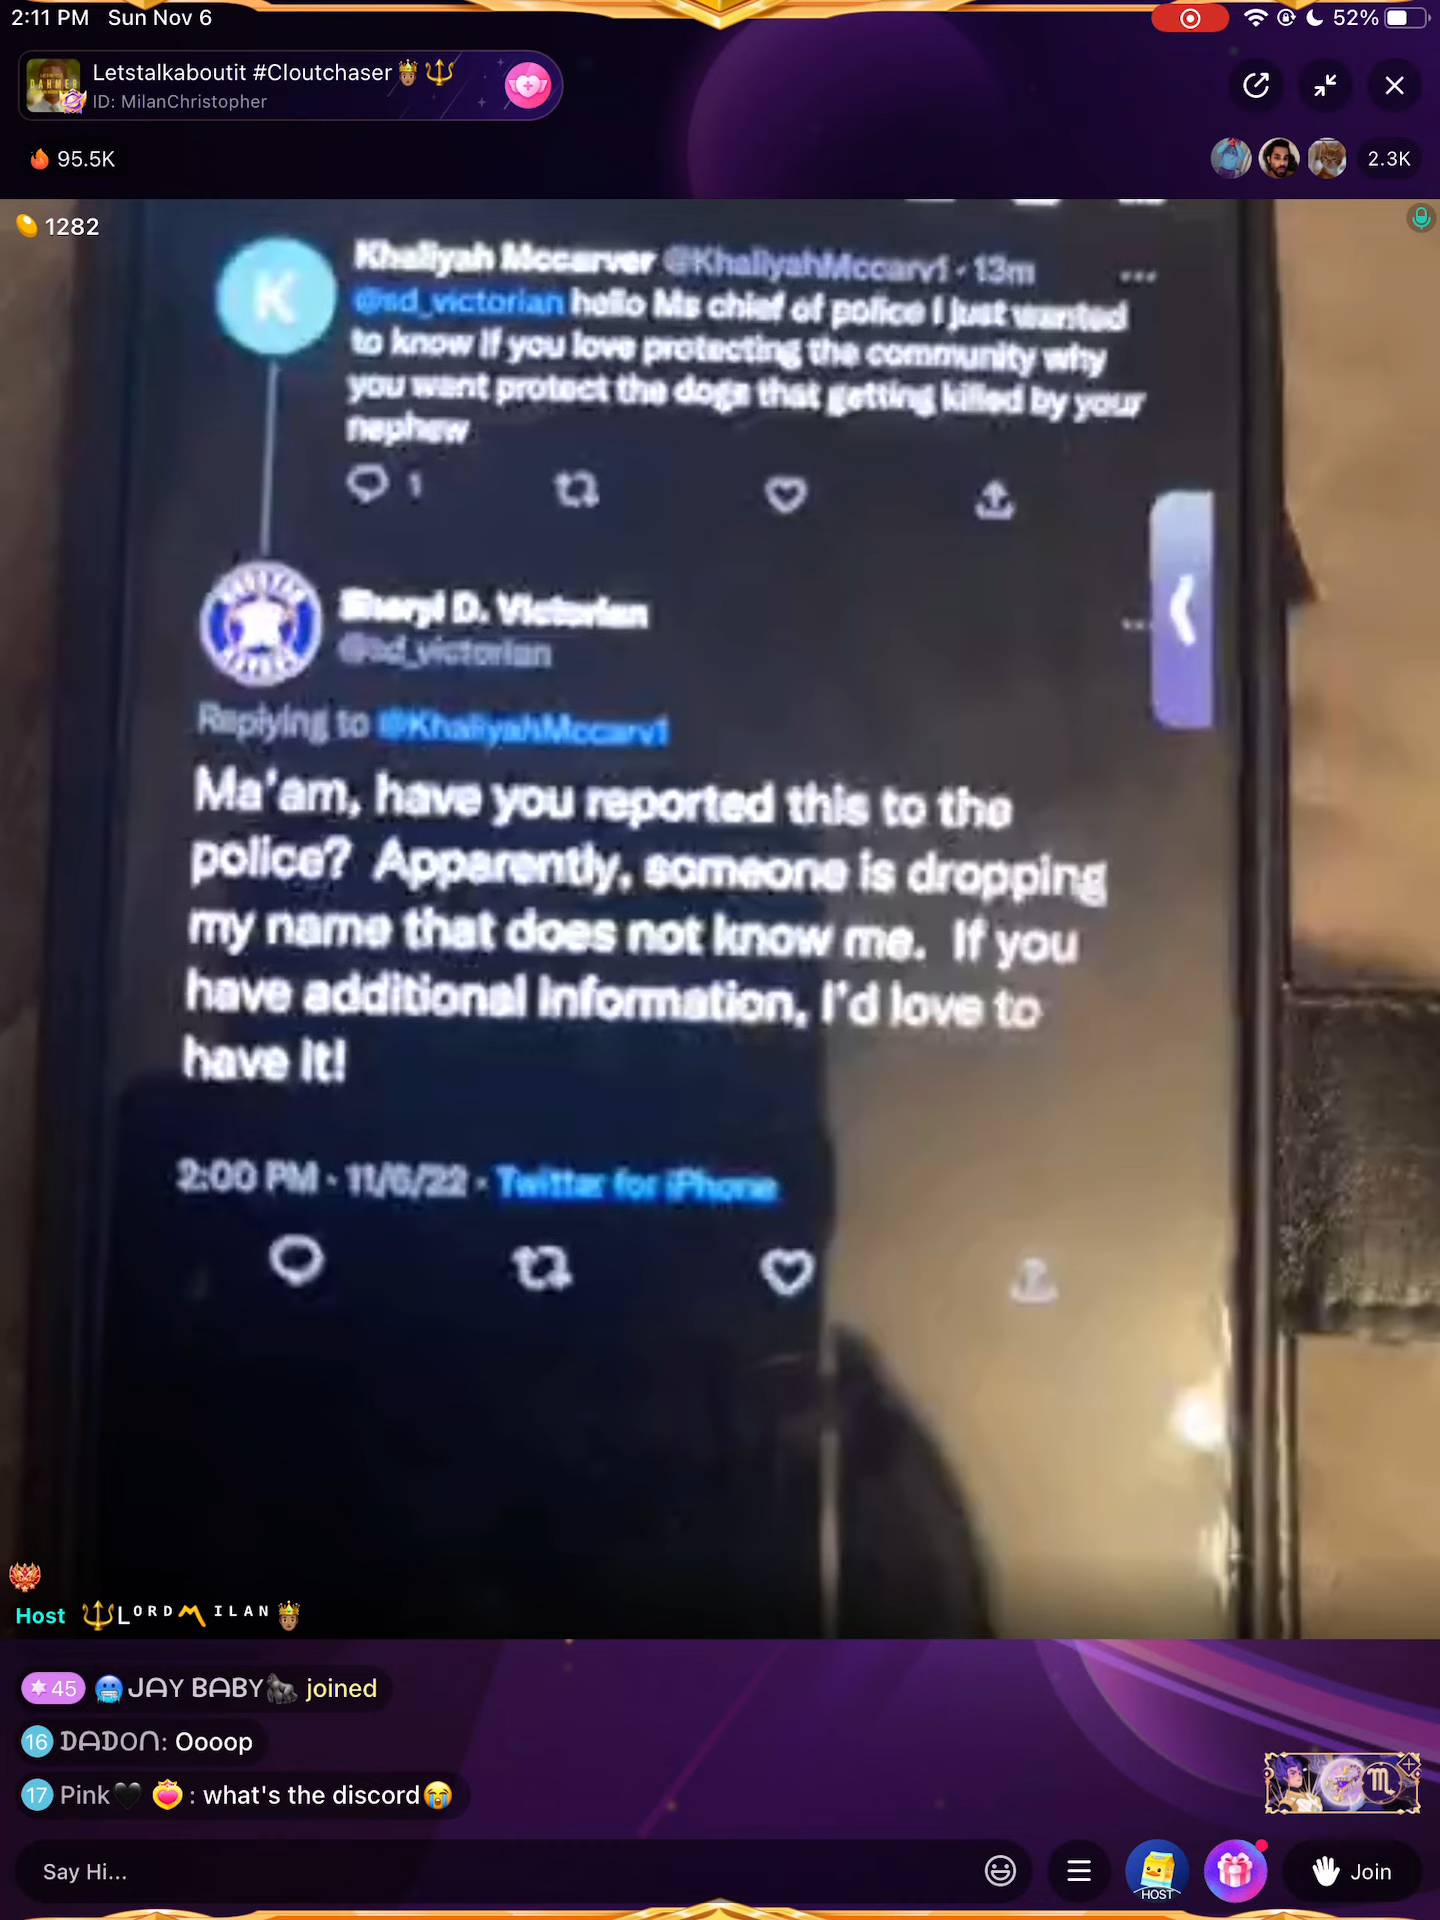 2:11 PM Sun Nov 6
52%
Letstalkaboutit #Cloutchaser🤴🏽🔱
DAHMER
ID: MilanChristopher
95.5K
2.3K
1282
K
Khaliyah Mccarver @KhaliyahMccarv1 · 13m
@sd_victorian hello Ms chief of police I just wanted
to know if you love protecting the community why
you want protect the dogs that getting killed by your
nephew
1
Sheryl D. Victorian
@sd_victorian
Replying to @KhaliyahMccarv1
Ma'am, have you reported this to the
police? Apparently, someone is dropping
my name that does not know me. If you
have additional information, I'd love to
have it!
2:00 PM · 11/6/22 · Twitter for iPhone
Host 🔱Lᴼᴿᴰ〽️ᴵᴸᴬᴺ🤴🏽
45 🥶JᗩY BᗩBY🦍 joined
16 ᗪᗩᗪOᑎ: Oooop
17 Pink🖤 : what's the discord😭
Say Hi...
HOST
Join